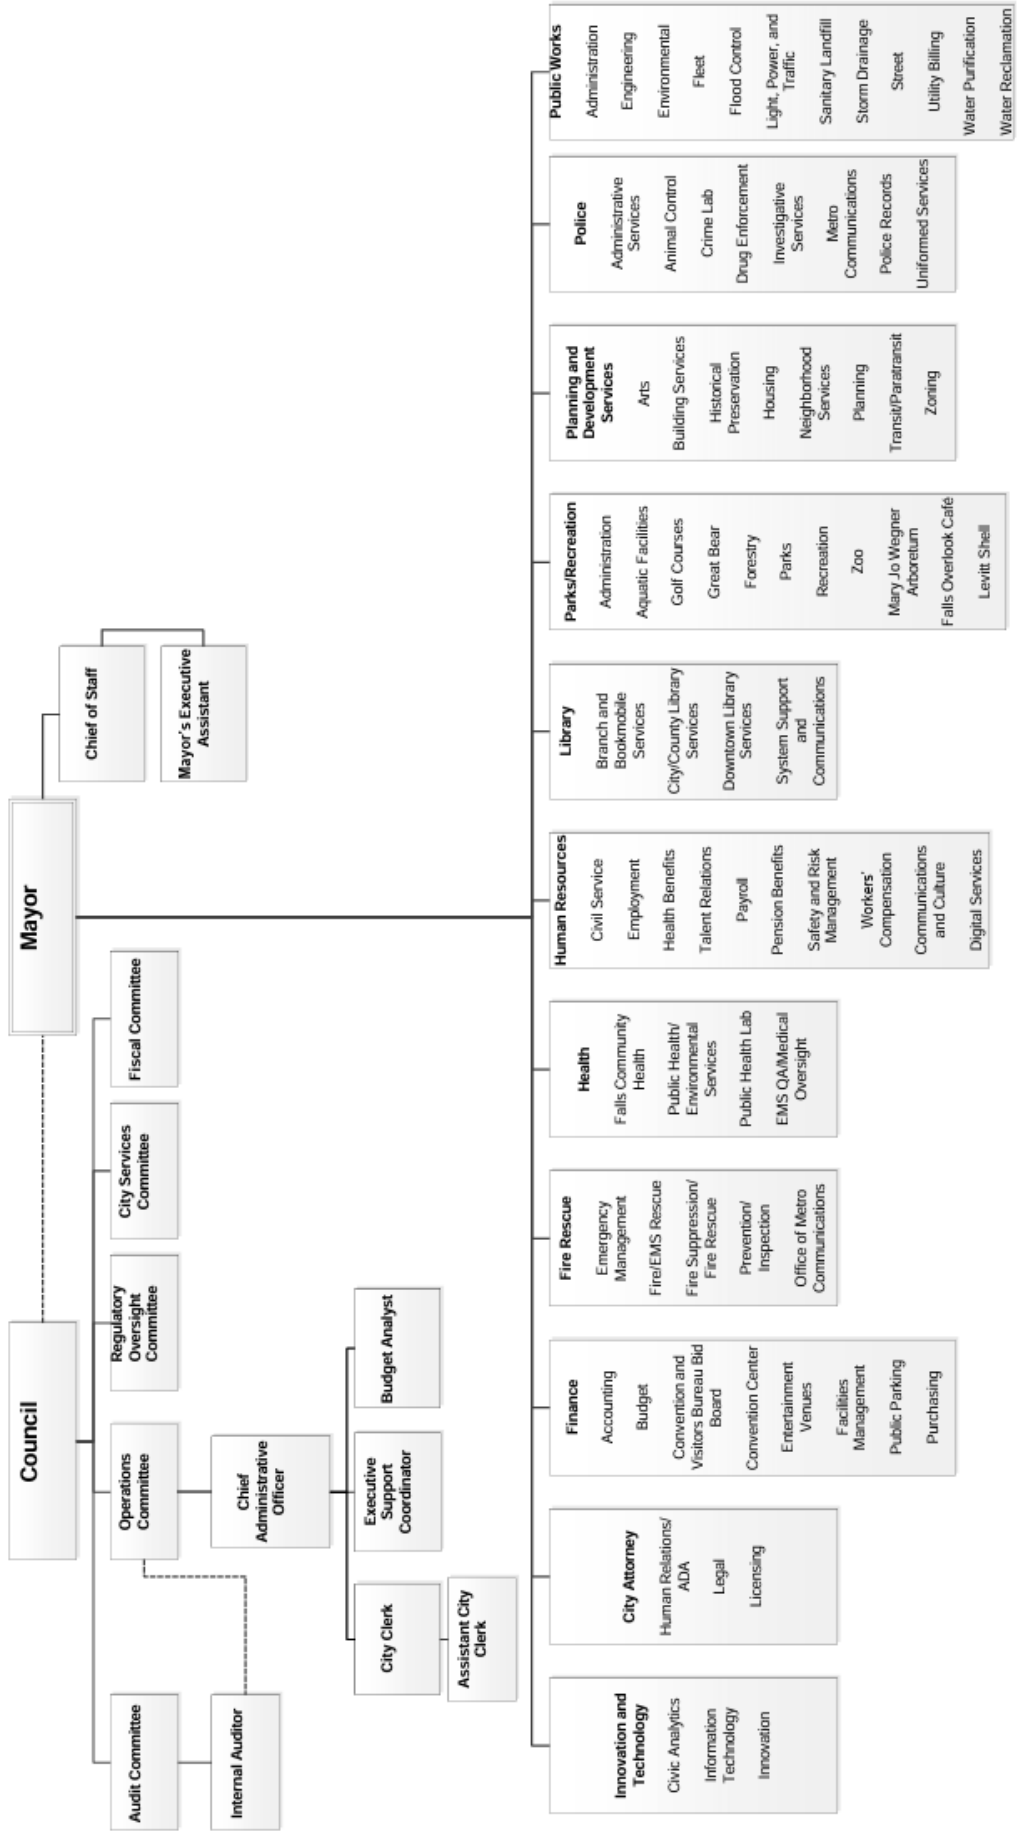 Council
Mayor
Chief of Staff
Mayor's Executive
Assistant
Audit Committee
Operations
Committee
Regulatory
Oversight
Committee
City Services
Committee
Fiscal Committee
Internal Auditor
Chief
Administrative
Officer
City Clerk
Executive
Support
Coordinator
Budget Analyst
Assistant City
Clerk
Innovation and
Technology
Civic Analytics
Information
Technology
Innovation
City Attorney
Human Relations/
ADA
Legal
Licensing
Finance
Accounting
Budget
Convention and
Visitors Bureau Bid
Board
Convention Center
Entertainment
Venues
Facilities
Management
Public Parking
Purchasing
Fire Rescue
Emergency
Management
Fire/EMS Rescue
Fire Suppression/
Fire Rescue
Prevention/
Inspection
Office of Metro
Communications
Health
Falls Community
Health
Public Health/
Environmental
Services
Public Health Lab
EMS QA/Medical
Oversight
Human Resources
Civil Service
Employment
Health Benefits
Talent Relations
Payroll
Pension Benefits
Safety and Risk
Management
Workers'
Compensation
Communications
and Culture
Digital Services
Library
Branch and
Bookmobile
Services
City/County Library
Services
Downtown Library
Services
System Support
and
Communications
Parks/Recreation
Administration
Aquatic Facilities
Golf Courses
Great Bear
Forestry
Parks
Recreation
Zoo
Mary Jo Wegner
Arboretum
Falls Overlook Café
Levitt Shell
Planning and
Development
Services
Arts
Building Services
Historical
Preservation
Housing
Neighborhood
Services
Planning
Transit/Paratransit
Zoning
Police
Administrative
Services
Animal Control
Crime Lab
Drug Enforcement
Investigative
Services
Metro
Communications
Police Records
Uniformed Services
Public Works
Administration
Engineering
Environmental
Fleet
Flood Control
Light, Power, and
Traffic
Sanitary Landfill
Storm Drainage
Street
Utility Billing
Water Purification
Water Reclamation